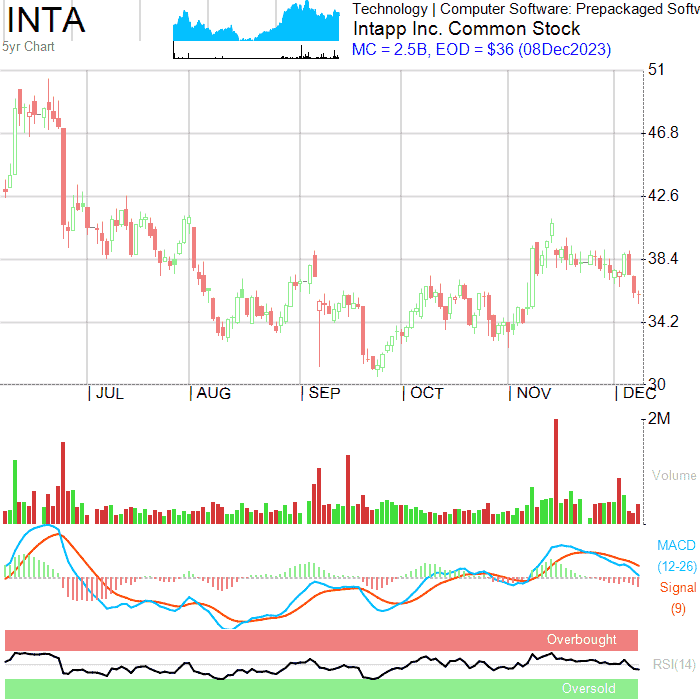 INTA
5yr Chart
Technology | Computer Software: Prepackaged Softw
Intapp Inc. Common Stock
MC = 2.5B, EOD = $36 (08Dec2023)
51
46.8
42.6
38.4
34.2
30
JUL
AUG
SEP
OCT
NOV
DEC
2M
Volume
MACD
(12-26)
Signal
(9)
Overbought
RSI(14)
Oversold